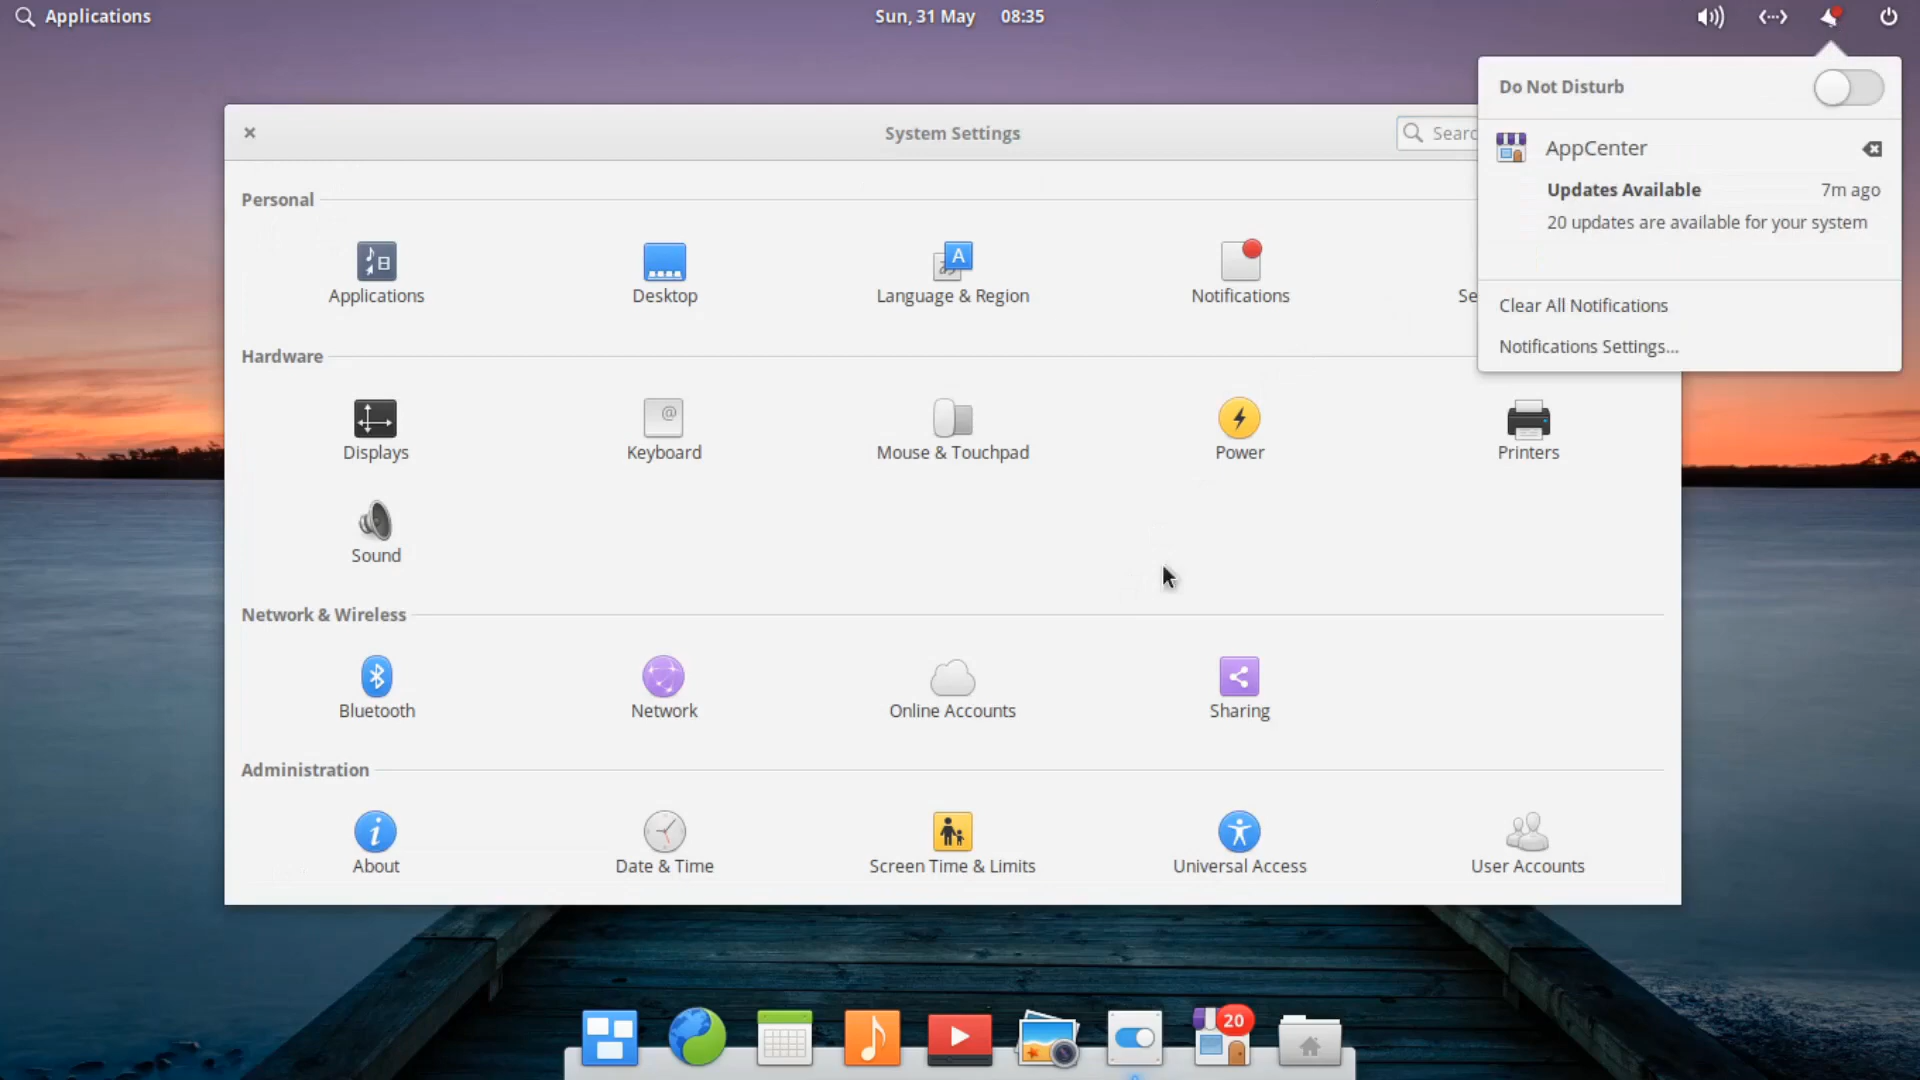 Applications
Sun, 31 May 08:35
Do Not Disturb
System Settings
AppCenter
Updates Available 7m ago
20 updates are available for your system
Clear All Notifications
Notifications Settings...
Personal
Applications
Desktop
Language & Region
Notifications
Hardware
Displays
Keyboard
Mouse & Touchpad
Power
Printers
Sound
Network & Wireless
Bluetooth
Network
Online Accounts
Sharing
Administration
About
Date & Time
Screen Time & Limits
Universal Access
User Accounts
20